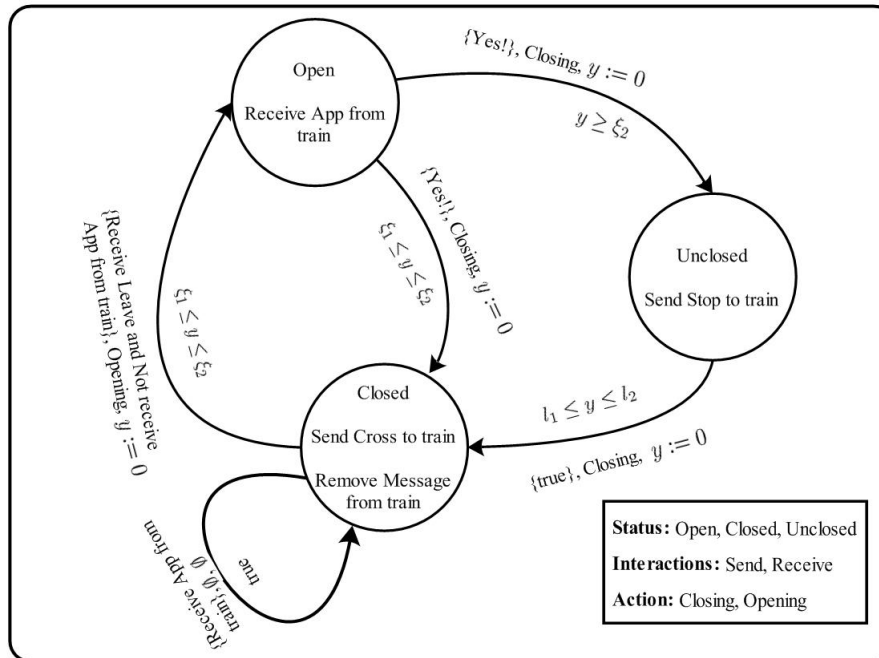 Open
Receive App from
train
{Yes!}, Closing, y := 0
y ≥ ξ₂
{Yes!}, Closing, y := 0
ξ₁ ≤ y ≤ ξ₂
Unclosed
Send Stop to train
{Receive Leave and Not receive
App from train}, Opening, y := 0
ξ₁ ≤ y ≤ ξ₂
Closed
Send Cross to train
Remove Message
from train
l₁ ≤ y ≤ l₂
{true}, Closing, y := 0
{Receive App from
train},∅, ∅
∅
true
Status: Open, Closed, Unclosed
Interactions: Send, Receive
Action: Closing, Opening